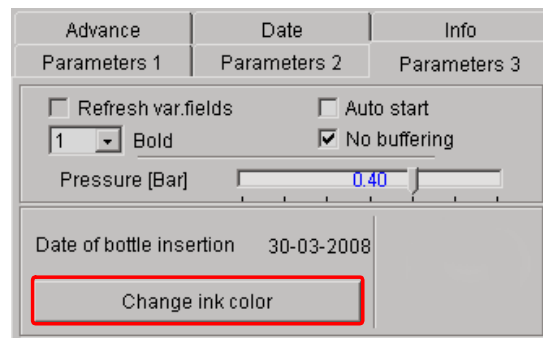 Advance Date Info
Parameters 1 Parameters 2 Parameters 3
Refresh var.fields Auto start
1 Bold No buffering
Pressure [Bar] 0.40
Date of bottle insertion 30-03-2008
Change ink color